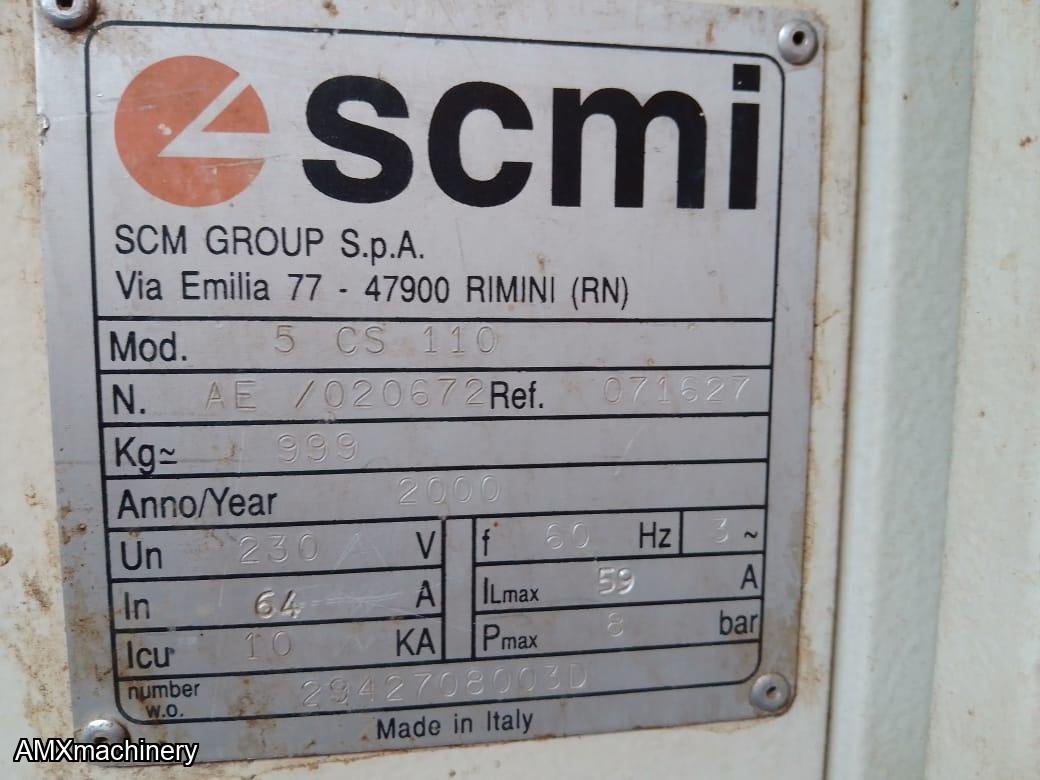 scmi
SCM GROUP S.p.A.
Via Emilia 77 - 47900 RIMINI (RN)
Mod. 5 CS 110
N. AE /020672 Ref. 071627
Kg≃ 999
Anno/Year 2000
Un 230 V f 60 Hz 3 ~
In 64 A ILmax 59 A
Icu 10 KA Pmax 8 bar
number w.o. 2942708003D
Made in Italy
AMXmachinery